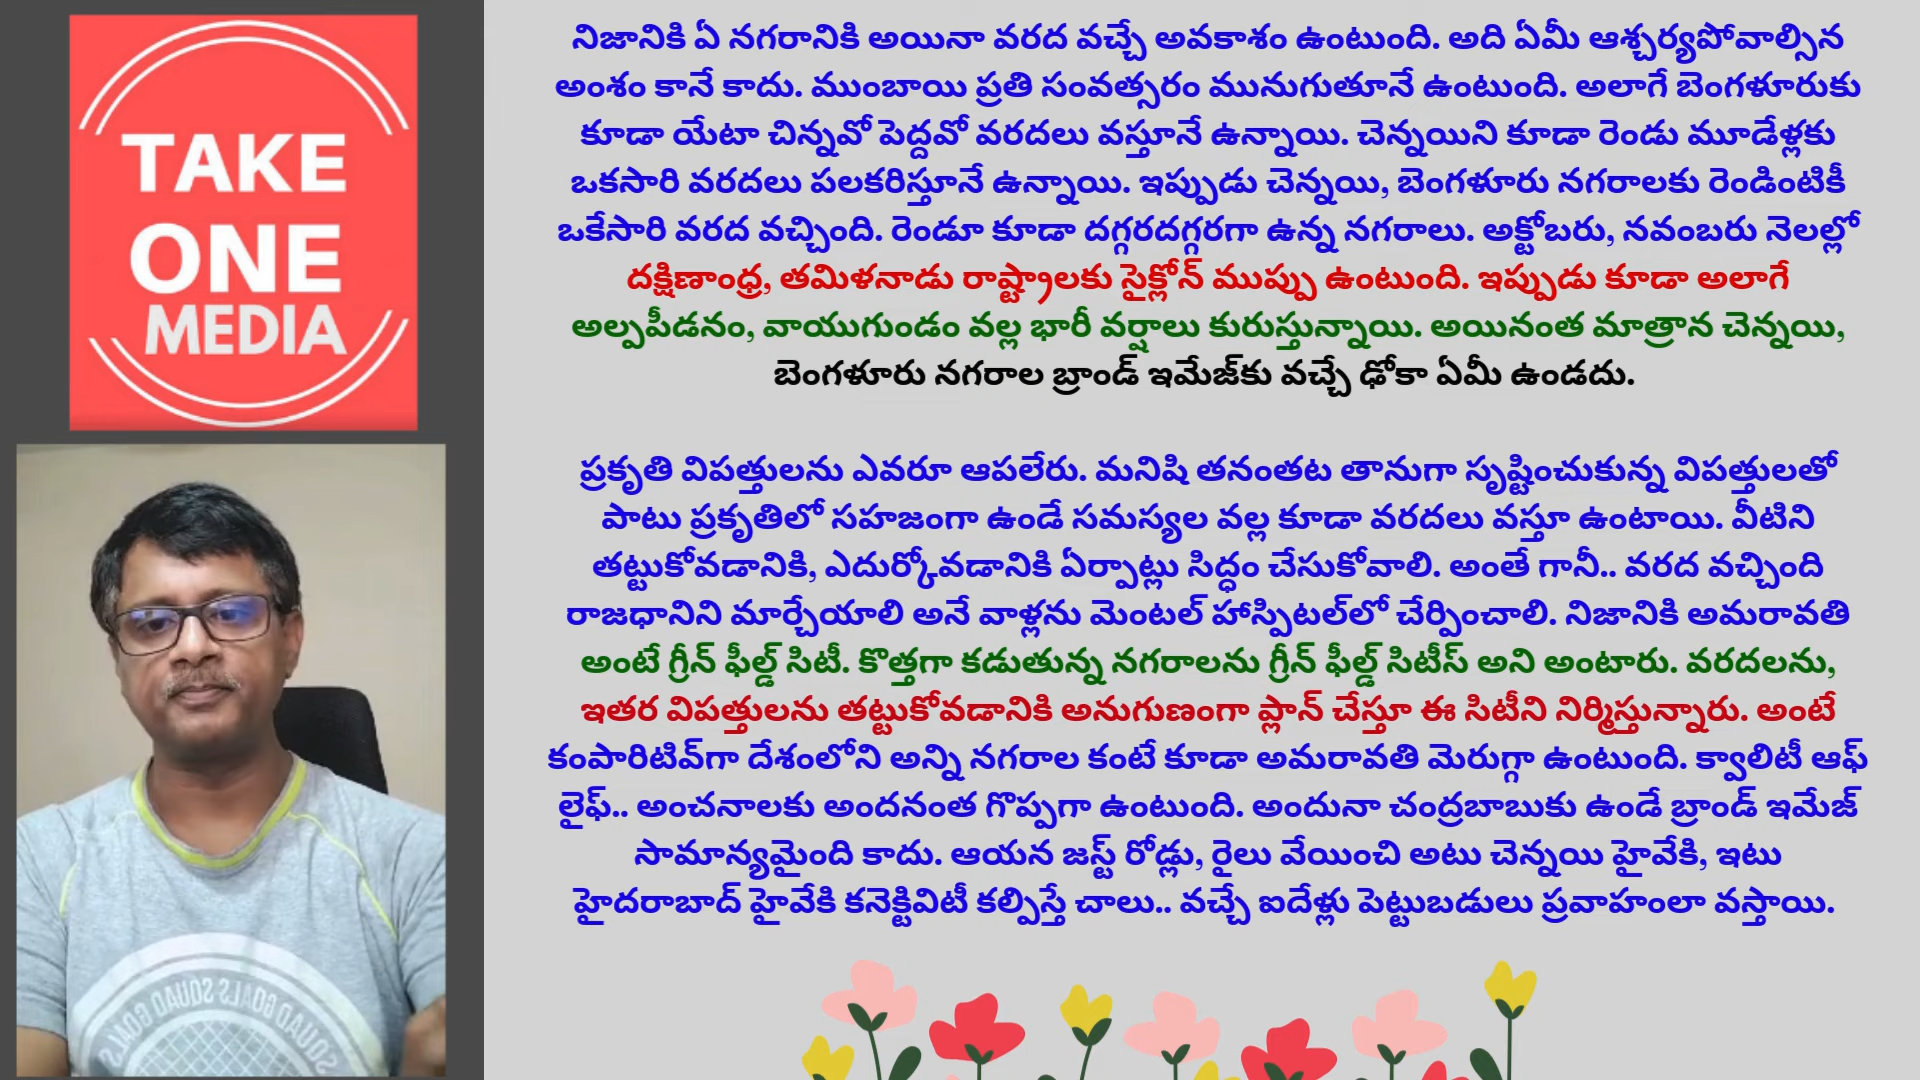 TAKE
ONE
MEDIA
నిజానికి ఏ నగరానికి అయినా వరద వచ్చే అవకాశం ఉంటుంది. అది ఏమీ ఆశ్చర్యపోవాల్సిన
అంశం కానే కాదు. ముంబాయి ప్రతి సంవత్సరం మునుగుతూనే ఉంటుంది. అలాగే బెంగళూరుకు
కూడా యేటా చిన్నవో పెద్దవో వరదలు వస్తూనే ఉన్నాయి. చెన్నయిని కూడా రెండు మూడేళ్లకు
ఒకసారి వరదలు పలకరిస్తూనే ఉన్నాయి. ఇప్పుడు చెన్నయి, బెంగళూరు నగరాలకు రెండింటికీ
ఒకేసారి వరద వచ్చింది. రెండూ కూడా దగ్గరదగ్గరగా ఉన్న నగరాలు. అక్టోబరు, నవంబరు నెలల్లో
దక్షిణాంధ్ర, తమిళనాడు రాష్ట్రాలకు సైక్లోన్ ముప్పు ఉంటుంది. ఇప్పుడు కూడా అలాగే
అల్పపీడనం, వాయుగుండం వల్ల భారీ వర్షాలు కురుస్తున్నాయి. అయినంత మాత్రాన చెన్నయి,
బెంగళూరు నగరాల బ్రాండ్ ఇమేజ్‌కు వచ్చే ఢోకా ఏమీ ఉండదు.
ప్రకృతి విపత్తులను ఎవరూ ఆపలేరు. మనిషి తనంతట తానుగా సృష్టించుకున్న విపత్తులతో
పాటు ప్రకృతిలో సహజంగా ఉండే సమస్యల వల్ల కూడా వరదలు వస్తూ ఉంటాయి. వీటిని
తట్టుకోవడానికి, ఎదుర్కోవడానికి ఏర్పాట్లు సిద్ధం చేసుకోవాలి. అంతే గానీ.. వరద వచ్చింది
రాజధానిని మార్చేయాలి అనే వాళ్లను మెంటల్ హాస్పిటల్‌లో చేర్పించాలి. నిజానికి అమరావతి
అంటే గ్రీన్ ఫీల్డ్ సిటీ. కొత్తగా కడుతున్న నగరాలను గ్రీన్ ఫీల్డ్ సిటీస్ అని అంటారు. వరదలను,
ఇతర విపత్తులను తట్టుకోవడానికి అనుగుణంగా ప్లాన్ చేస్తూ ఈ సిటీని నిర్మిస్తున్నారు. అంటే
కంపారిటివ్‌గా దేశంలోని అన్ని నగరాల కంటే కూడా అమరావతి మెరుగ్గా ఉంటుంది. క్వాలిటీ ఆఫ్
లైఫ్.. అంచనాలకు అందనంత గొప్పగా ఉంటుంది. అందునా చంద్రబాబుకు ఉండే బ్రాండ్ ఇమేజ్
సామాన్యమైంది కాదు. ఆయన జస్ట్ రోడ్లు, రైలు వేయించి అటు చెన్నయి హైవేకి, ఇటు
హైదరాబాద్ హైవేకి కనెక్టివిటీ కల్పిస్తే చాలు.. వచ్చే ఐదేళ్లు పెట్టుబడులు ప్రవాహంలా వస్తాయి.
SQUAD GOALS SQUAD GOALS